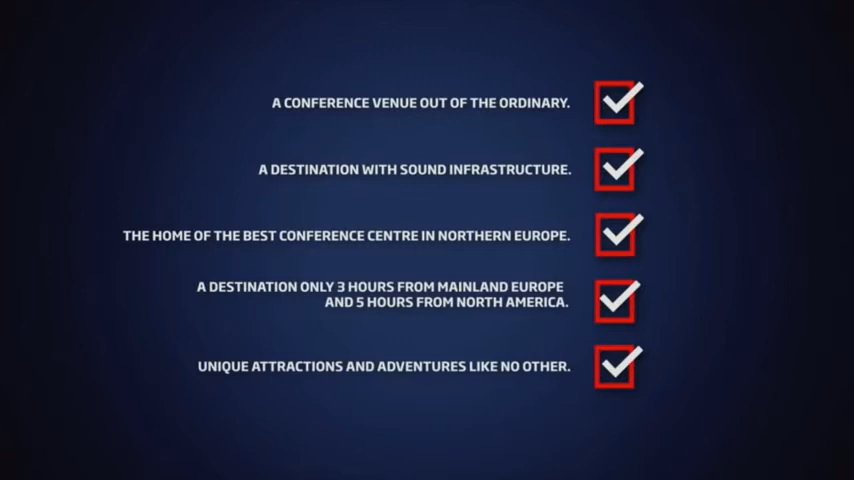 A CONFERENCE VENUE OUT OF THE ORDINARY.
A DESTINATION WITH SOUND INFRASTRUCTURE.
THE HOME OF THE BEST CONFERENCE CENTRE IN NORTHERN EUROPE.
A DESTINATION ONLY 3 HOURS FROM MAINLAND EUROPE
AND 5 HOURS FROM NORTH AMERICA.
UNIQUE ATTRACTIONS AND ADVENTURES LIKE NO OTHER.